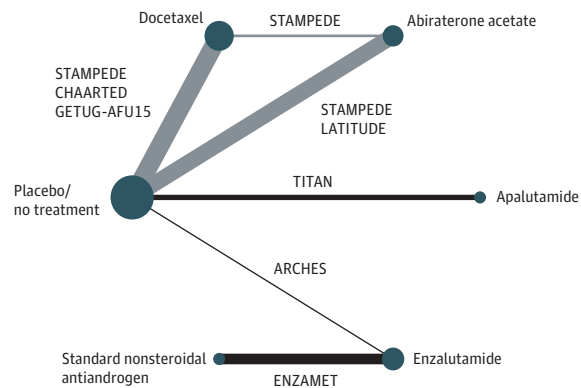 Docetaxel
STAMPEDE
Abiraterone acetate
STAMPEDE
CHAARTED
GETUG-AFU15
STAMPEDE
LATITUDE
Placebo/
no treatment
TITAN
Apalutamide
ARCHES
Standard nonsteroidal
antiandrogen
ENZAMET
Enzalutamide